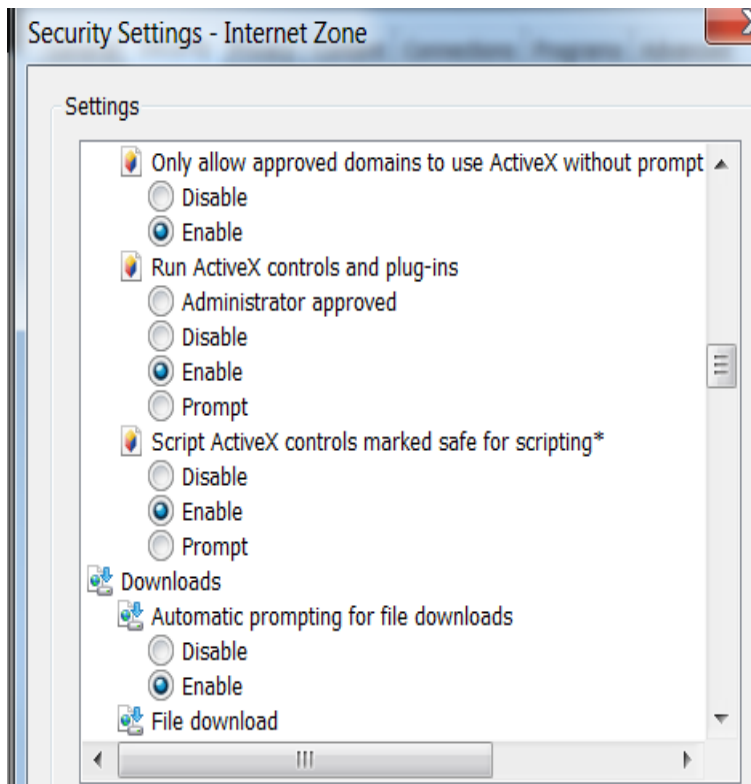 Security Settings - Internet Zone
Connections Programs
Settings
Only allow approved domains to use ActiveX without prompt
Disable
Enable
Run ActiveX controls and plug-ins
Administrator approved
Disable
Enable
Prompt
Script ActiveX controls marked safe for scripting*
Disable
Enable
Prompt
Downloads
Automatic prompting for file downloads
Disable
Enable
File download